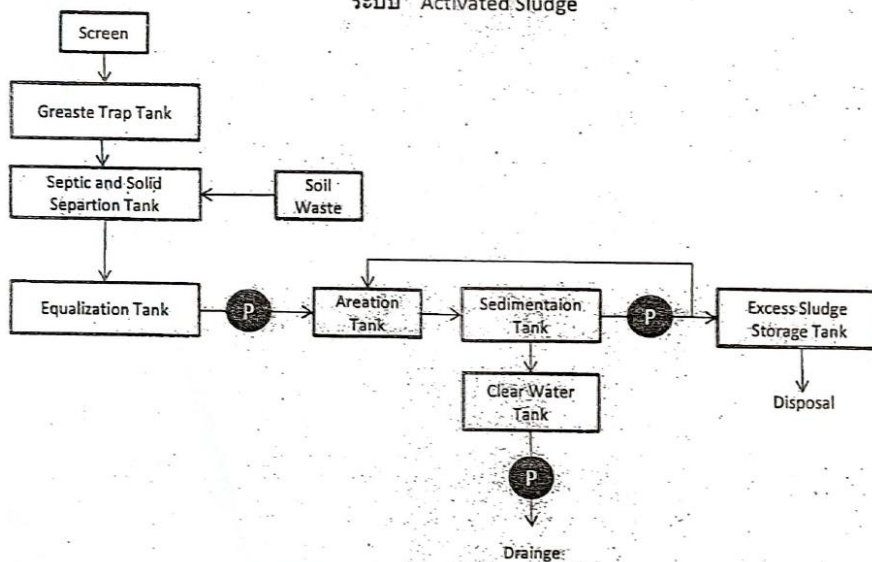 ระบบ Activated Sludge
Screen
Greaste Trap Tank
Septic and Solid
Separtion Tank
Soil
Waste
Equalization Tank
P
Areation
Tank
Sedimentaion
Tank
P
Excess Sludge
Storage Tank
Clear Water
Tank
Disposal
P
Drainge